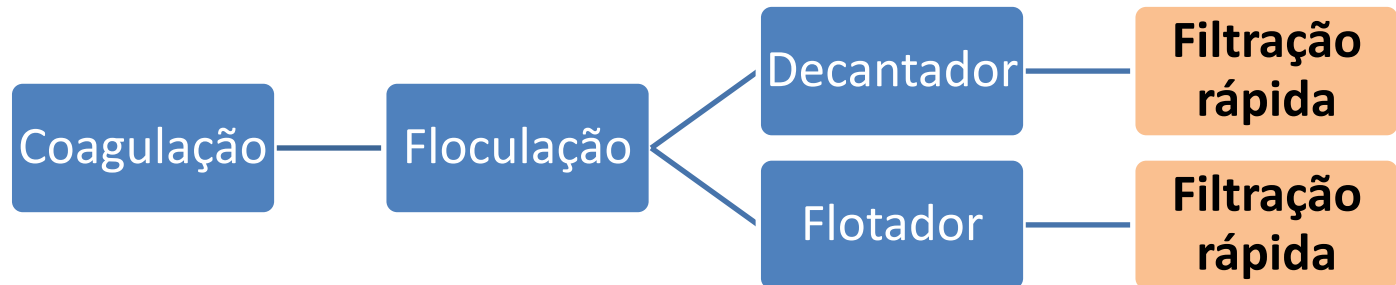 Coagulação
Floculação
Decantador
Filtração
rápida
Flotador
Filtração
rápida